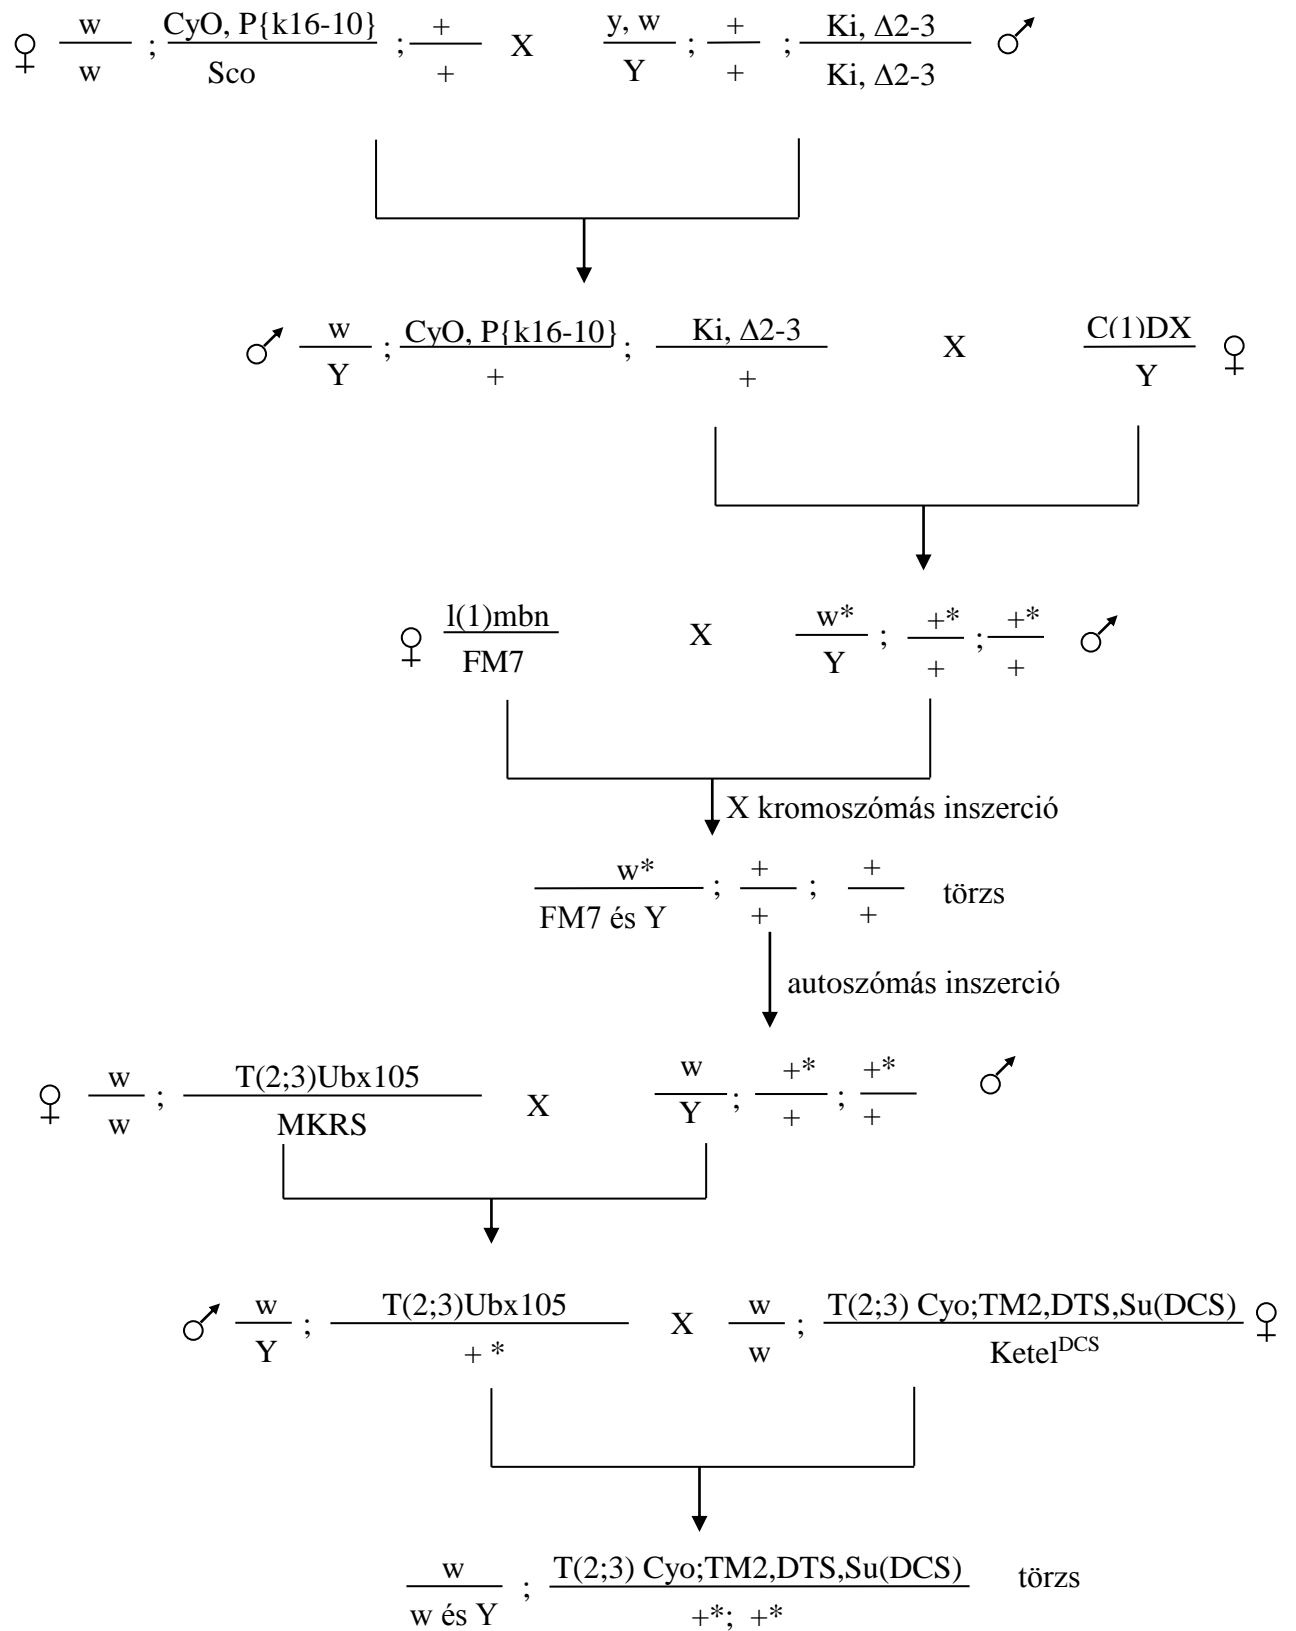 ♀ w ; CyO, P{k16-10} ; + X y, w ; + ; Ki, Δ2-3 ♂
w Sco + Y + Ki, Δ2-3
♂ w ; CyO, P{k16-10} ; Ki, Δ2-3 X C(1)DX ♀
Y + + Y
♀ l(1)mbn X w* ; +* ; +* ♂
FM7 Y + +
X kromoszómás inszerció
w* ; + ; + törzs
FM7 és Y + +
autoszómás inszerció
♀ w ; T(2;3)Ubx105 X w ; +* ; +* ♂
w MKRS Y + +
♂ w ; T(2;3)Ubx105 X w ; T(2;3) Cyo;TM2,DTS,Su(DCS) ♀
Y + * w Ketel^DCS
w ; T(2;3) Cyo;TM2,DTS,Su(DCS) törzs
w és Y +*; +*